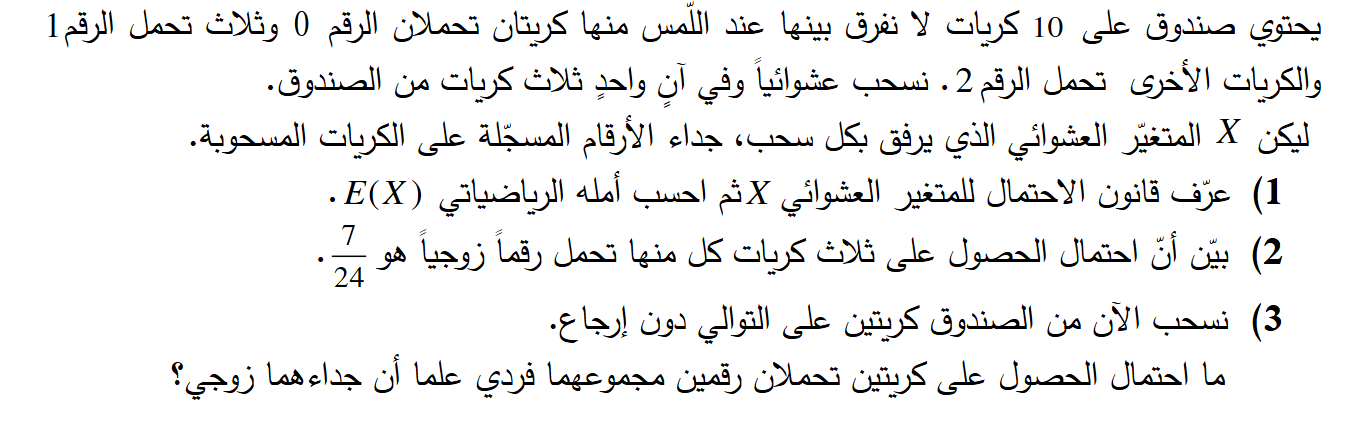 يحتوي صندوق على 10 كريات لا نفرق بينها عند اللّمس منها كريتان تحملان الرقم 0 وثلاث تحمل الرقم 1
والكريات الأخرى تحمل الرقم 2 . نسحب عشوائياً وفي آنٍ واحدٍ ثلاث كريات من الصندوق.
ليكن X المتغيّر العشوائي الذي يرفق بكل سحب، جداء الأرقام المسجّلة على الكريات المسحوبة.
1) عرّف قانون الاحتمال للمتغير العشوائي X ثم احسب أمله الرياضياتي E(X) .
2) بيّن أنّ احتمال الحصول على ثلاث كريات كل منها تحمل رقماً زوجياً هو 7/24 .
3) نسحب الآن من الصندوق كريتين على التوالي دون إرجاع.
ما احتمال الحصول على كريتين تحملان رقمين مجموعهما فردي علما أن جداءهما زوجي؟